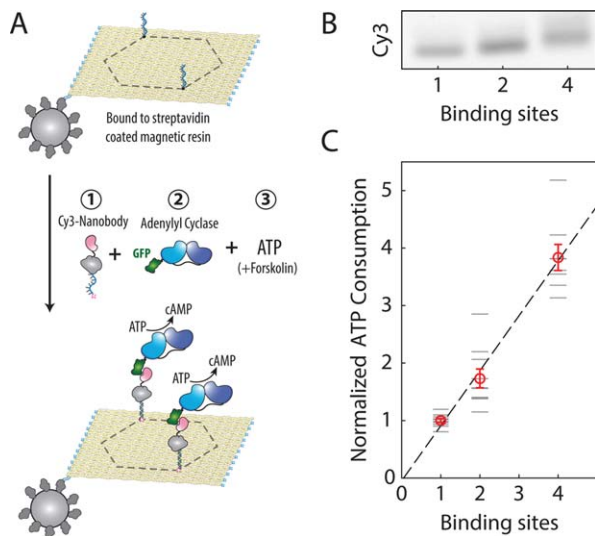 A
Bound to streptavidin
coated magnetic resin
① ② ③
Cy3-Nanobody Adenylyl Cyclase
+ GFP + ATP
(+Forskolin)
cAMP
ATP
cAMP
ATP
B
Cy3
1 2 4
Binding sites
C
Normalized ATP Consumption
5
4
3
2
1
0
0 1 2 4
Binding sites